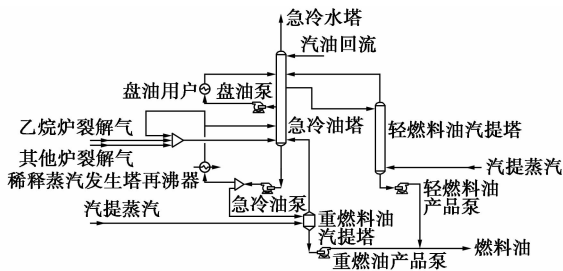 急冷水塔
汽油回流
盘油用户
盘油泵
乙烷炉裂解气
急冷油塔
轻燃料油汽提塔
其他炉裂解气
稀释蒸汽发生塔再沸器
汽提蒸汽
急冷油泵
轻燃料油
产品泵
汽提蒸汽
重燃料油
汽提塔
燃料油
重燃油产品泵